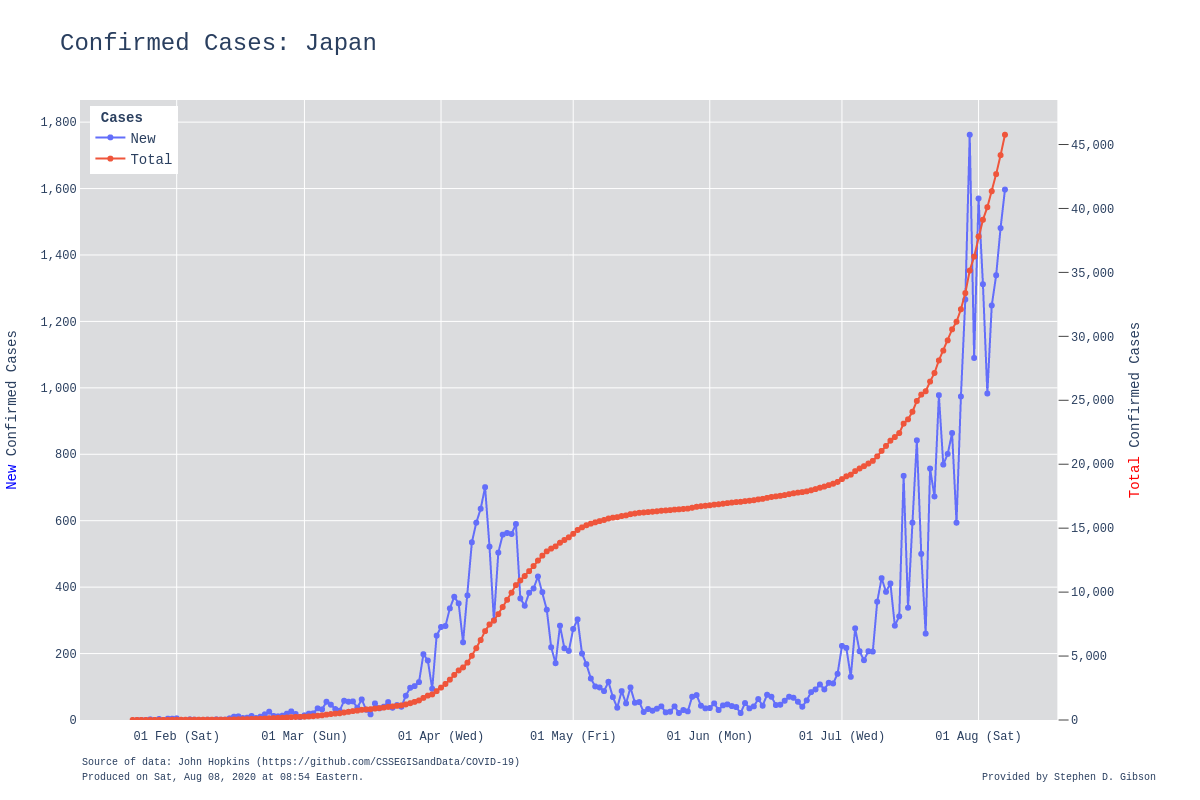 Confirmed Cases: Japan
Cases
New
Total
1,800
1,600
1,400
1,200
1,000
800
600
400
200
0
New Confirmed Cases
45,000
40,000
35,000
30,000
25,000
20,000
15,000
10,000
5,000
0
Total Confirmed Cases
01 Feb (Sat) 01 Mar (Sun) 01 Apr (Wed) 01 May (Fri) 01 Jun (Mon) 01 Jul (Wed) 01 Aug (Sat)
Source of data: John Hopkins (https://github.com/CSSEGISandData/COVID-19)
Produced on Sat, Aug 08, 2020 at 08:54 Eastern.
Provided by Stephen D. Gibson